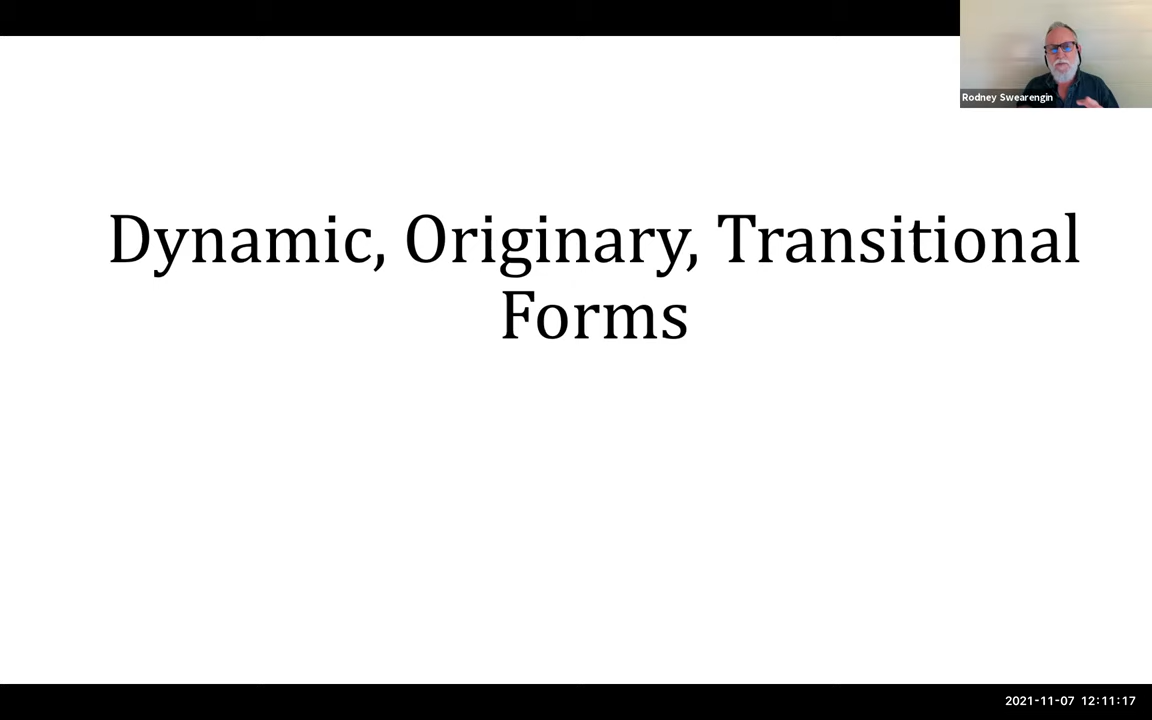 Rodney Swearengin
Dynamic, Originary, Transitional
Forms
2021-11-07 12:11:17